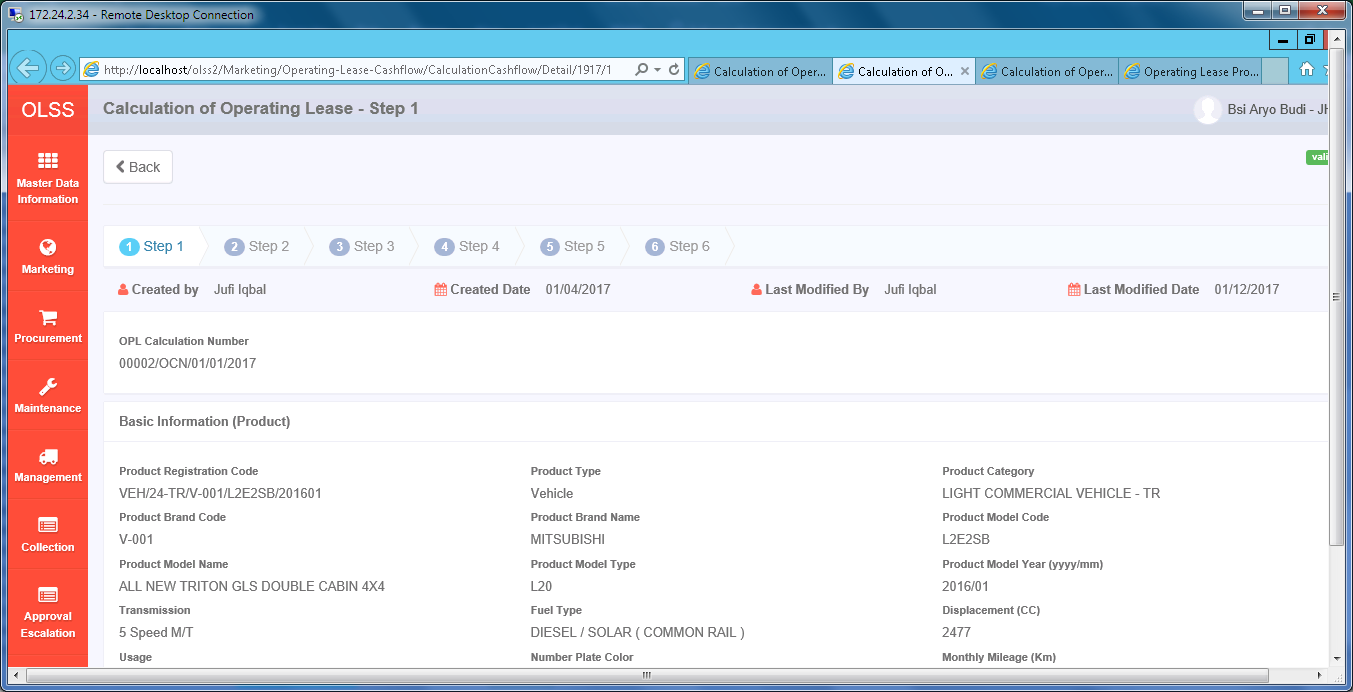 172.24.2.34 - Remote Desktop Connection
http://localhost/olss2/Marketing/Operating-Lease-Cashflow/CalculationCashflow/Detail/1917/1
Calculation of Oper...
Calculation of O...
Calculation of Oper...
Operating Lease Pro...
OLSS
Calculation of Operating Lease - Step 1
Bsi Aryo Budi - JH
Master Data
Information
Marketing
Procurement
Maintenance
Management
Collection
Approval
Escalation
Back
vali
1 Step 1
2 Step 2
3 Step 3
4 Step 4
5 Step 5
6 Step 6
Created by Jufi Iqbal
Created Date 01/04/2017
Last Modified By Jufi Iqbal
Last Modified Date 01/12/2017
OPL Calculation Number
00002/OCN/01/01/2017
Basic Information (Product)
Product Registration Code
VEH/24-TR/V-001/L2E2SB/201601
Product Type
Vehicle
Product Category
LIGHT COMMERCIAL VEHICLE - TR
Product Brand Code
V-001
Product Brand Name
MITSUBISHI
Product Model Code
L2E2SB
Product Model Name
ALL NEW TRITON GLS DOUBLE CABIN 4X4
Product Model Type
L20
Product Model Year (yyyy/mm)
2016/01
Transmission
5 Speed M/T
Fuel Type
DIESEL / SOLAR ( COMMON RAIL )
Displacement (CC)
2477
Usage
Number Plate Color
Monthly Mileage (Km)